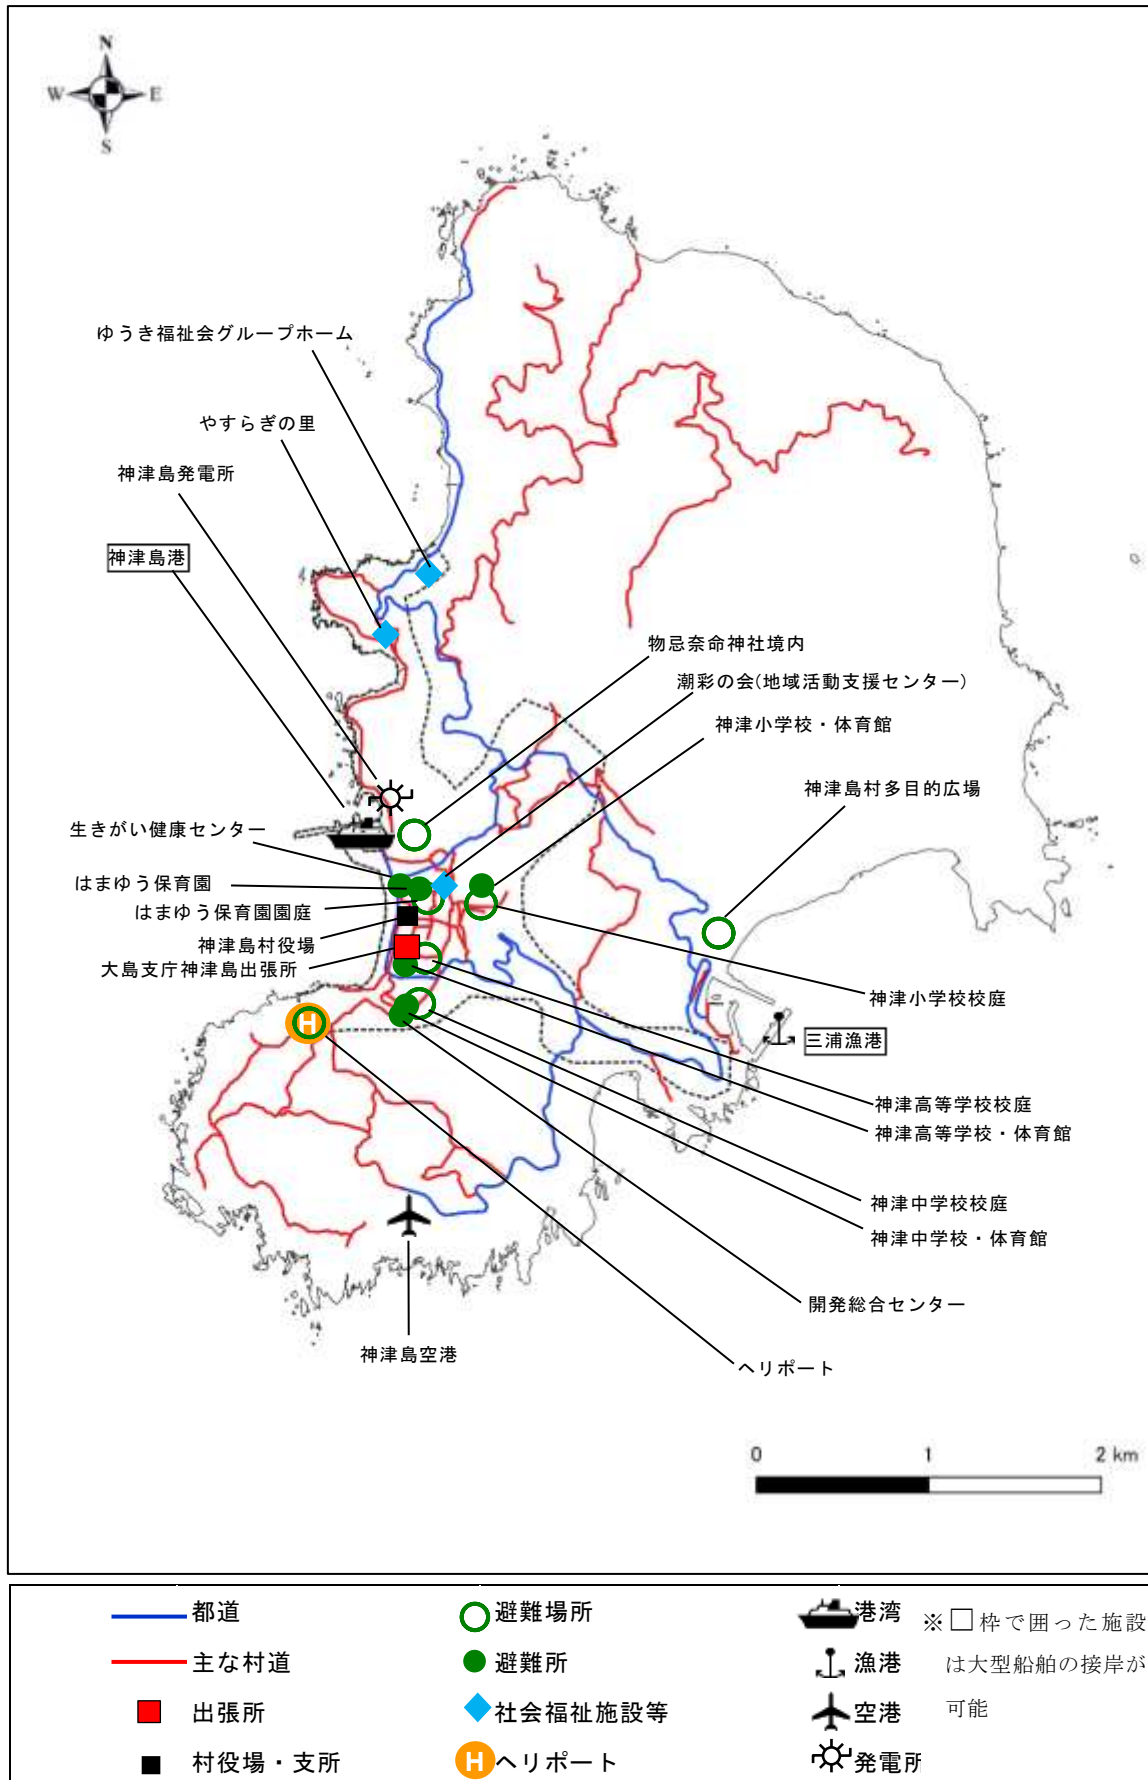 N
W
E
S
ゆうき福祉会グループホーム
やすらぎの里
神津島発電所
神津島港
物忌奈命神社境内
潮彩の会(地域活動支援センター)
神津小学校・体育館
神津島村多目的広場
生きがい健康センター
はまゆう保育園
はまゆう保育園園庭
神津島村役場
大島支庁神津島出張所
神津小学校校庭
H
三浦漁港
神津高等学校校庭
神津高等学校・体育館
神津中学校校庭
神津中学校・体育館
開発総合センター
神津島空港
ヘリポート
0 1 2 km
都道
避難場所
港湾
※□枠で囲った施設
は大型船舶の接岸が
可能
主な村道
避難所
漁港
出張所
社会福祉施設等
空港
村役場・支所
H ヘリポート
発電所